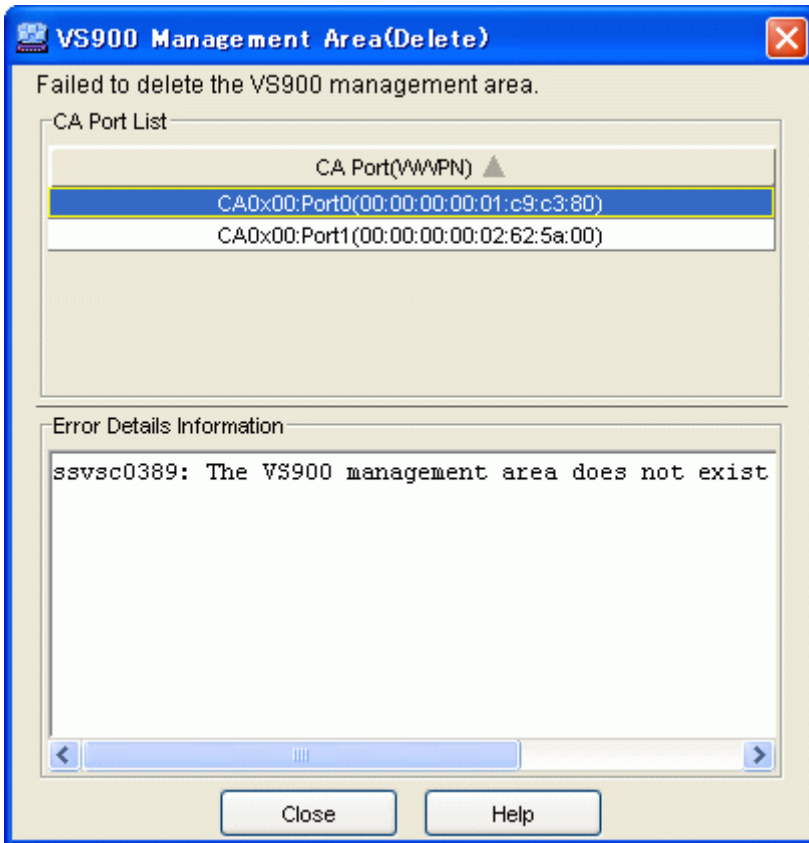 VS900 Management Area(Delete)
Failed to delete the VS900 management area.
CA Port List
CA Port(WWPN)
CA0x00:Port0(00:00:00:00:01:c9:c3:80)
CA0x00:Port1(00:00:00:00:02:62:5a:00)
Error Details Information
ssvsc0389: The VS900 management area does not exist
Close
Help